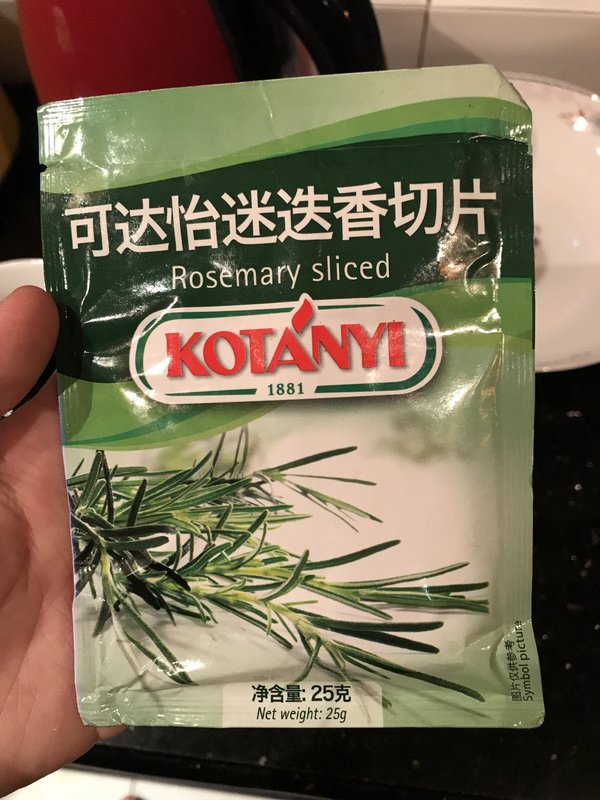 可达怡迷迭香切片
Rosemary sliced
KOTÁNYI
1881
净含量: 25克
Net weight: 25g
图片仅供参考
Symbol picture